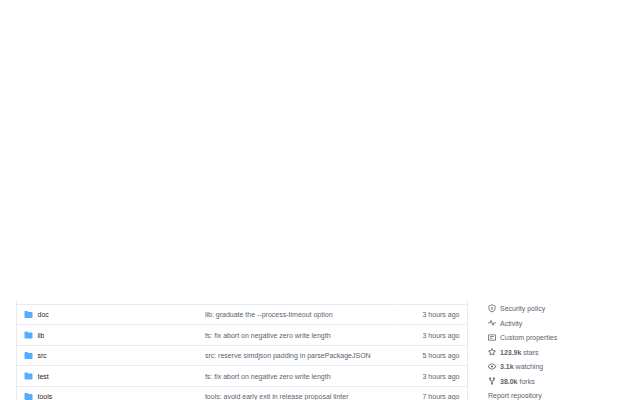 doc lib: graduate the --process-timeout option 3 hours ago
lib fs: fix abort on negative zero write length 3 hours ago
src src: reserve simdjson padding in parsePackageJSON 5 hours ago
test fs: fix abort on negative zero write length 3 hours ago
tools tools: avoid early exit in release proposal linter 7 hours ago
Security policy
Activity
Custom properties
123.9k stars
3.1k watching
38.0k forks
Report repository